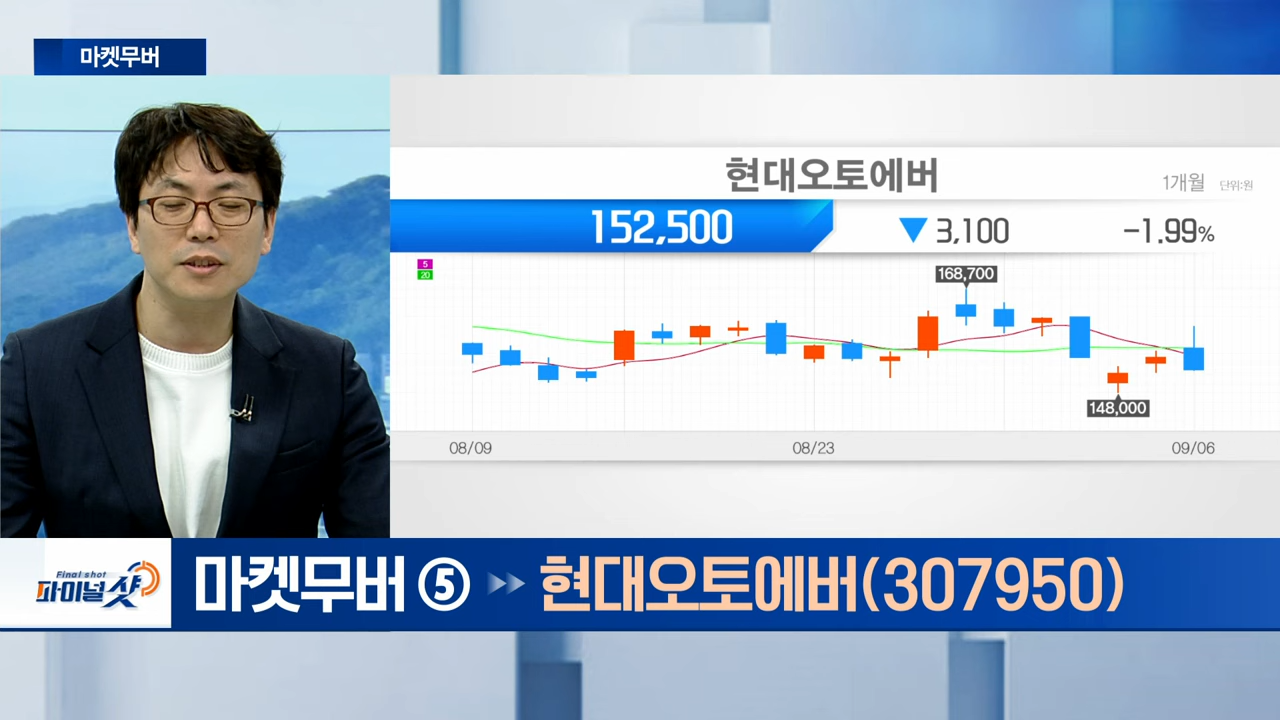 마켓무버
현대오토에버
1개월 단위:원
152,500 ▼ 3,100 -1.99%
5
20
168,700
148,000
08/09 08/23 09/06
Final shot
파이널샷
마켓무버 ⑤ 현대오토에버(307950)